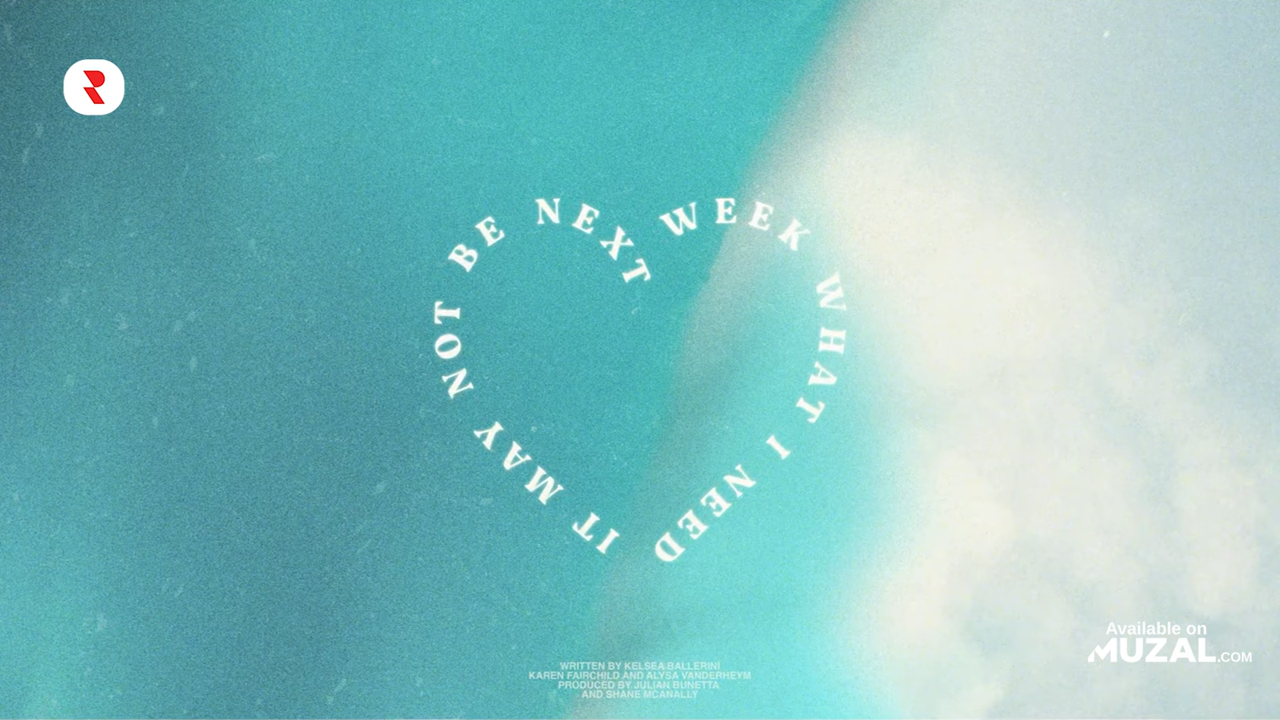 IT MAY NOT BE NEXT WEEK WHAT I NEED
WRITTEN BY KELSEA BALLERINI
KAREN FAIRCHILD AND ALYSA VANDERHEYM
PRODUCED BY JULIAN BUNETTA
AND SHANE MCANALLY
Available on
MUZAL.COM
R